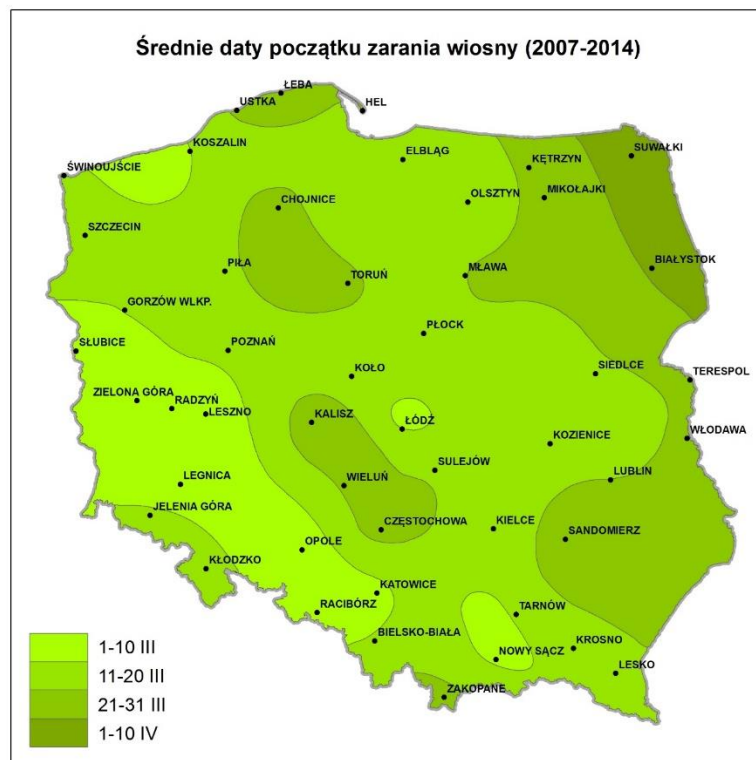 Średnie daty początku zarania wiosny (2007-2014)
ŁEBA
USTKA
HEL
KOSZALIN
ELBLĄG
KĘTRZYN
SUWAŁKI
ŚWINOUJŚCIE
MIKOŁAJKI
OLSZTYN
CHOJNICE
SZCZECIN
BIAŁYSTOK
PIŁA
TORUŃ
MŁAWA
GORZÓW WLKP.
PŁOCK
SŁUBICE
POZNAŃ
KOŁO
SIEDLCE
TERESPOL
ZIELONA GÓRA
RADZYŃ
LESZNO
KALISZ
ŁÓDŹ
WŁODAWA
KOZIENICE
SULEJÓW
LUBLIN
LEGNICA
WIELUŃ
JELENIA GÓRA
CZĘSTOCHOWA
KIELCE
SANDOMIERZ
OPOLE
KŁODZKO
KATOWICE
RACIBÓRZ
TARNÓW
BIELSKO-BIAŁA
NOWY SĄCZ
KROSNO
LESKO
ZAKOPANE
1-10 III
11-20 III
21-31 III
1-10 IV